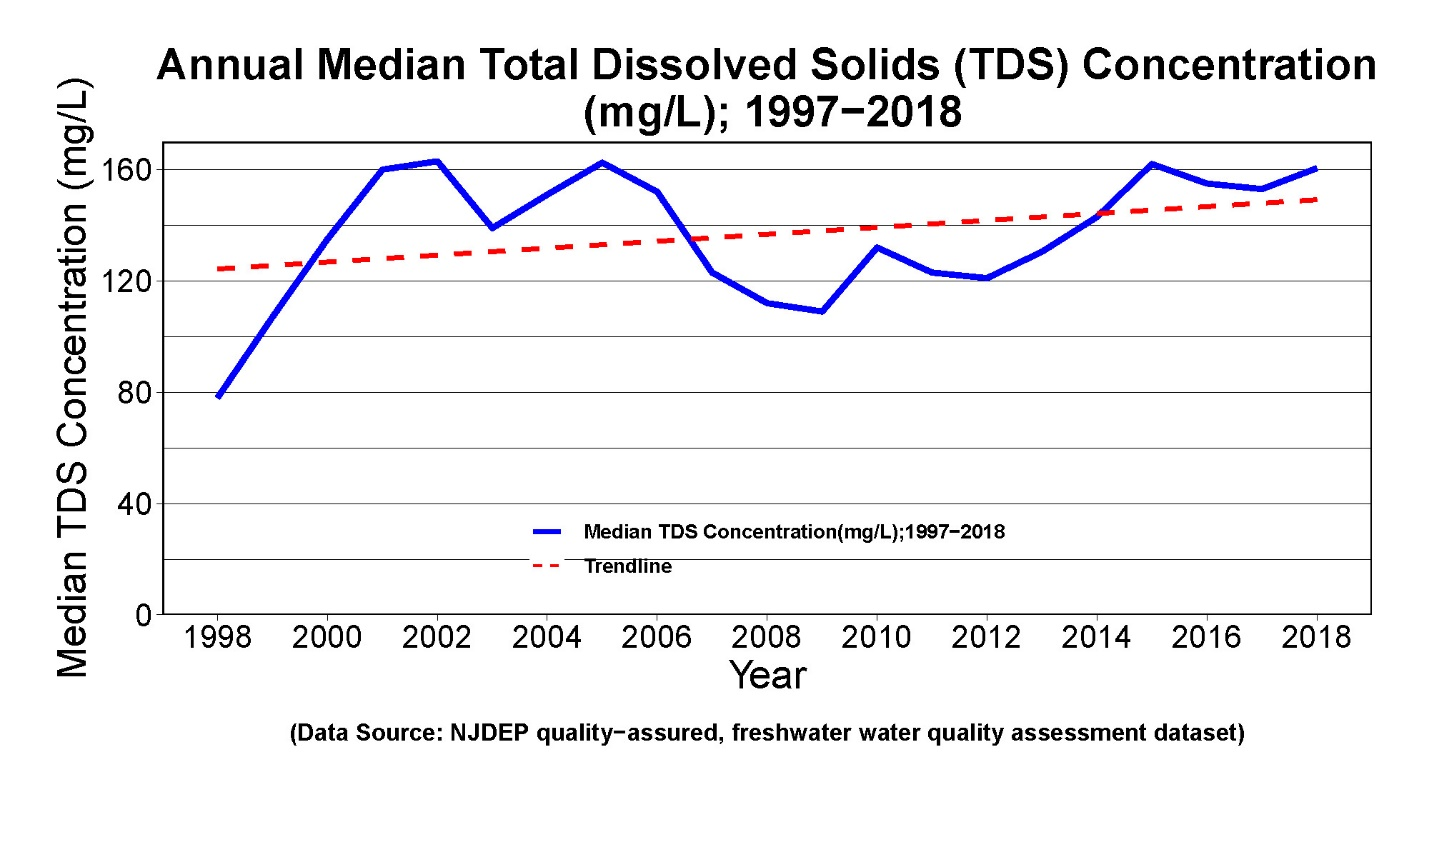 Annual Median Total Dissolved Solids (TDS) Concentration
(mg/L); 1997−2018
Median TDS Concentration (mg/L)
160
120
80
40
0
Median TDS Concentration(mg/L);1997−2018
Trendline
1998 2000 2002 2004 2006 2008 2010 2012 2014 2016 2018
Year
(Data Source: NJDEP quality−assured, freshwater water quality assessment dataset)